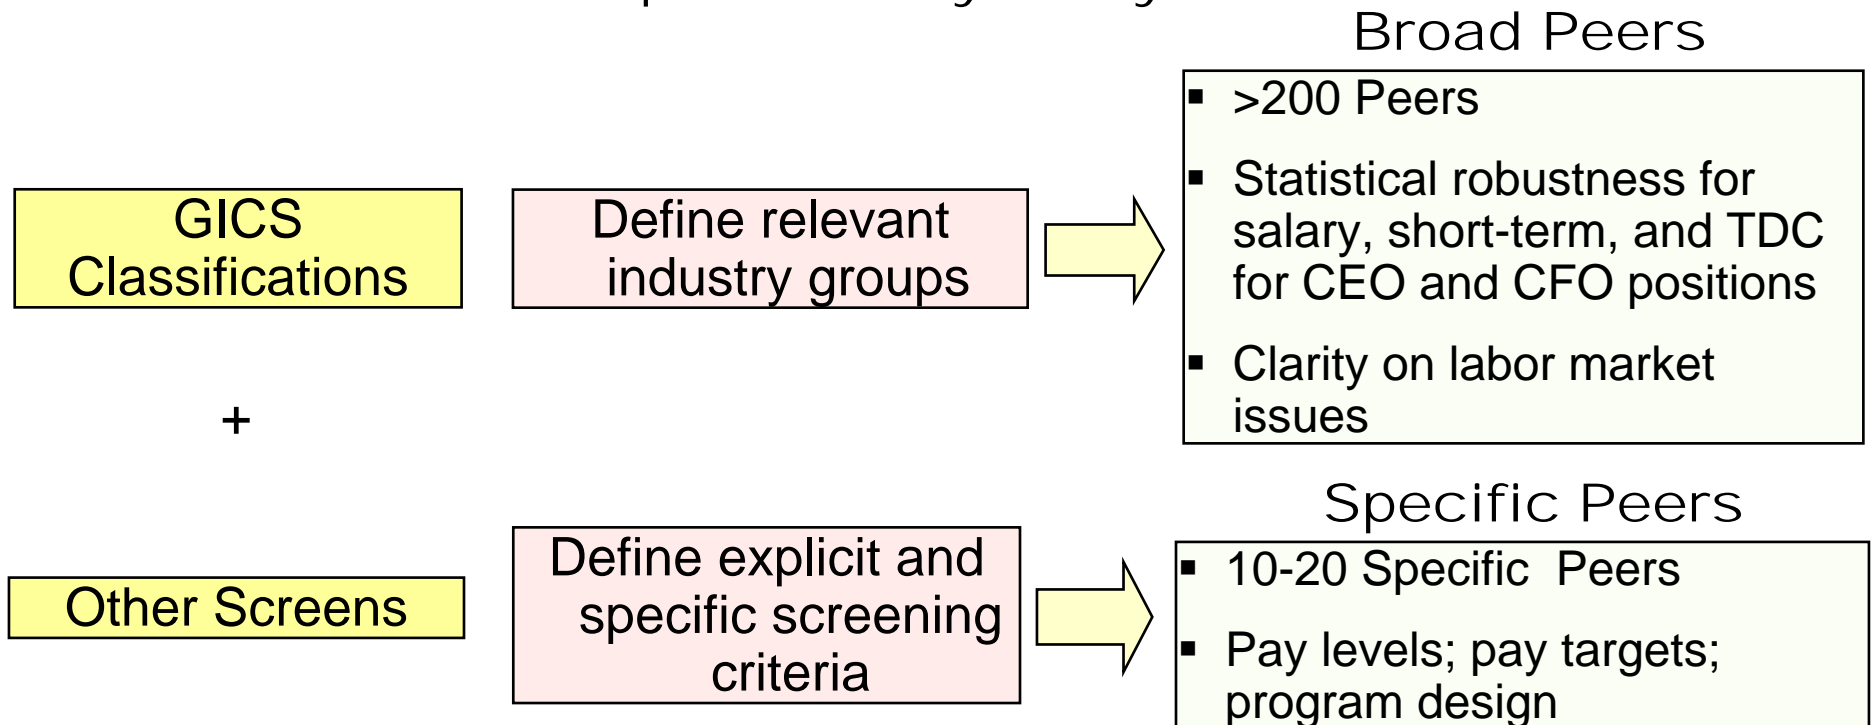 Broad Peers
▪ >200 Peers
▪ Statistical robustness for
salary, short-term, and TDC
for CEO and CFO positions
▪ Clarity on labor market
issues
GICS
Classifications
Define relevant
industry groups
+
Specific Peers
▪ 10-20 Specific Peers
▪ Pay levels; pay targets;
program design
Other Screens
Define explicit and
specific screening
criteria